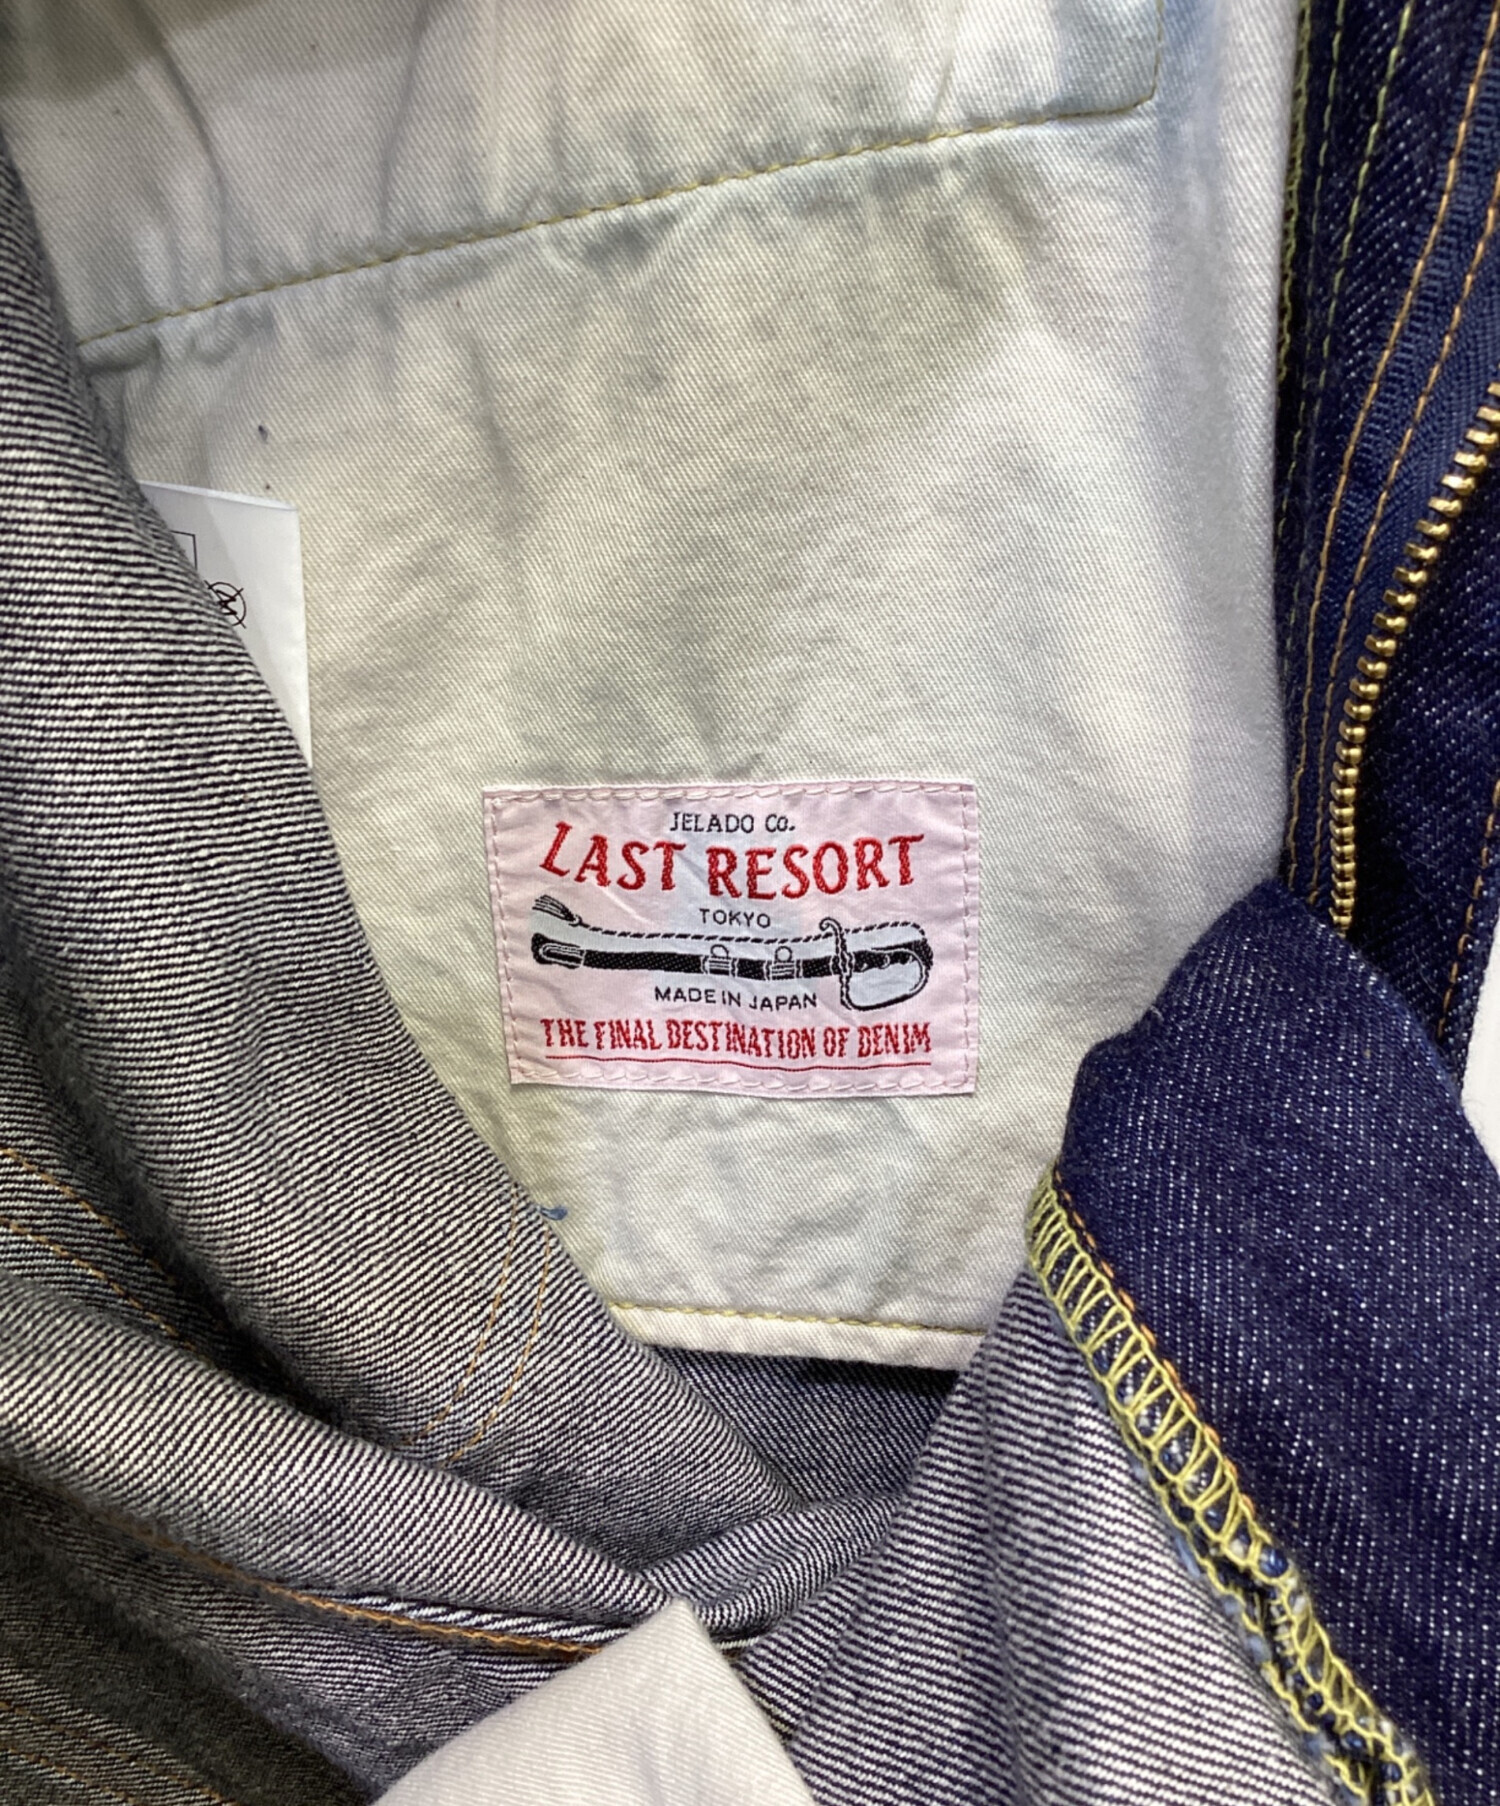 JELADO CO.
LAST RESORT
TOKYO
MADE IN JAPAN
THE FINAL DESTINATION OF DENIM
W